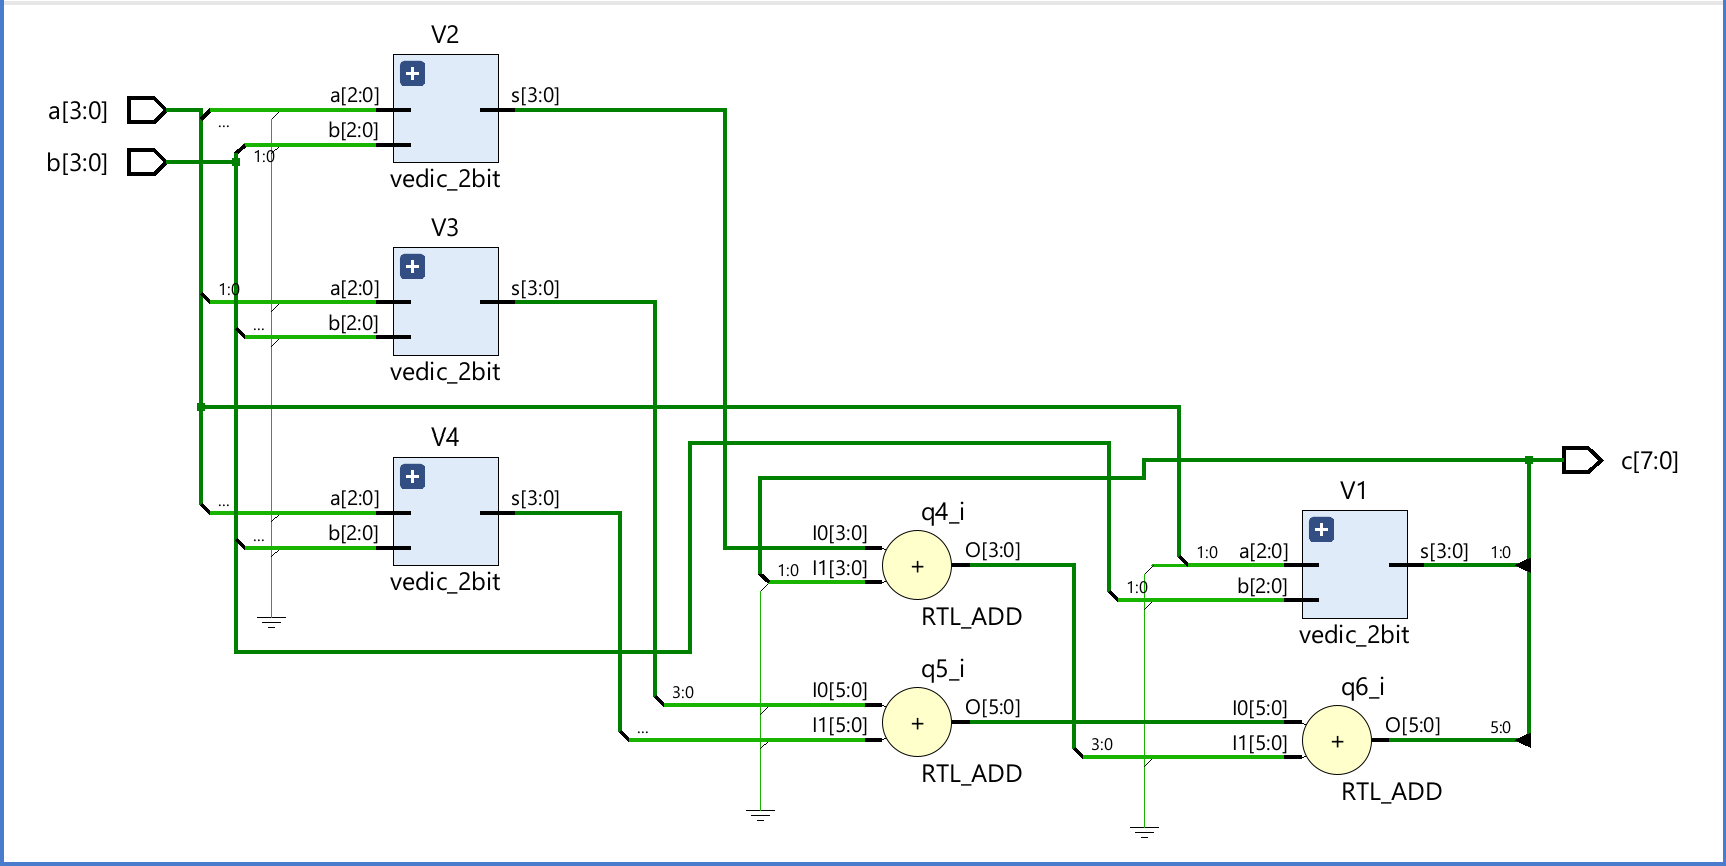 V2
a[3:0]
a[2:0]
s[3:0]
...
b[2:0]
b[3:0]
1:0
vedic_2bit
V3
1:0
a[2:0]
s[3:0]
...
b[2:0]
vedic_2bit
V4
...
a[2:0]
s[3:0]
...
b[2:0]
vedic_2bit
c[7:0]
V1
q4_i
I0[3:0]
O[3:0]
1:0
I1[3:0]
+
RTL_ADD
1:0
a[2:0]
s[3:0]
1:0
1:0
b[2:0]
vedic_2bit
q5_i
3:0
I0[5:0]
O[5:0]
...
I1[5:0]
+
RTL_ADD
q6_i
I0[5:0]
O[5:0]
5:0
3:0
I1[5:0]
+
RTL_ADD